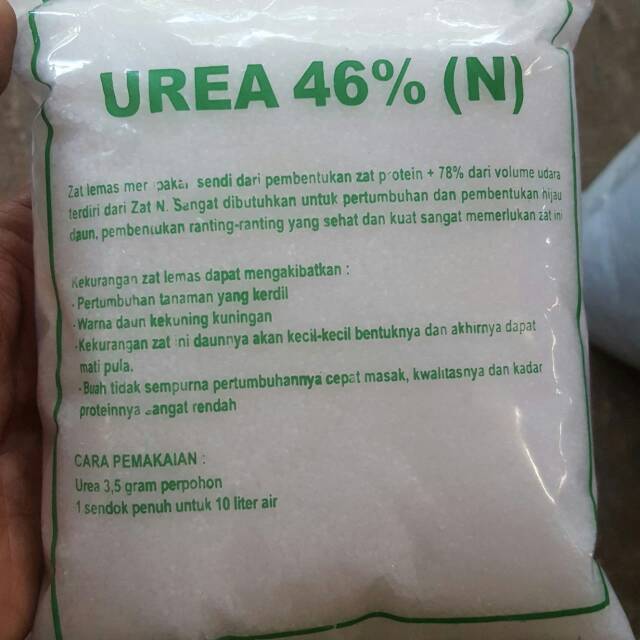 UREA 46% (N)
Zat lemas merupakan sendi dari pembentukan zat protein + 78% dari volume udara
terdiri dari Zat N. Sangat dibutuhkan untuk pertumbuhan dan pembentukan hijau
daun, pembentukan ranting-ranting yang sehat dan kuat sangat memerlukan zat ini
Kekurangan zat lemas dapat mengakibatkan :
- Pertumbuhan tanaman yang kerdil
- Warna daun kekuning kuningan
- Kekurangan zat ini daunnya akan kecil-kecil bentuknya dan akhirnya dapat
mati pula.
- Buah tidak sempurna pertumbuhannya cepat masak, kwalitasnya dan kadar
proteinnya sangat rendah
CARA PEMAKAIAN :
Urea 3,5 gram perpohon
1 sendok penuh untuk 10 liter air